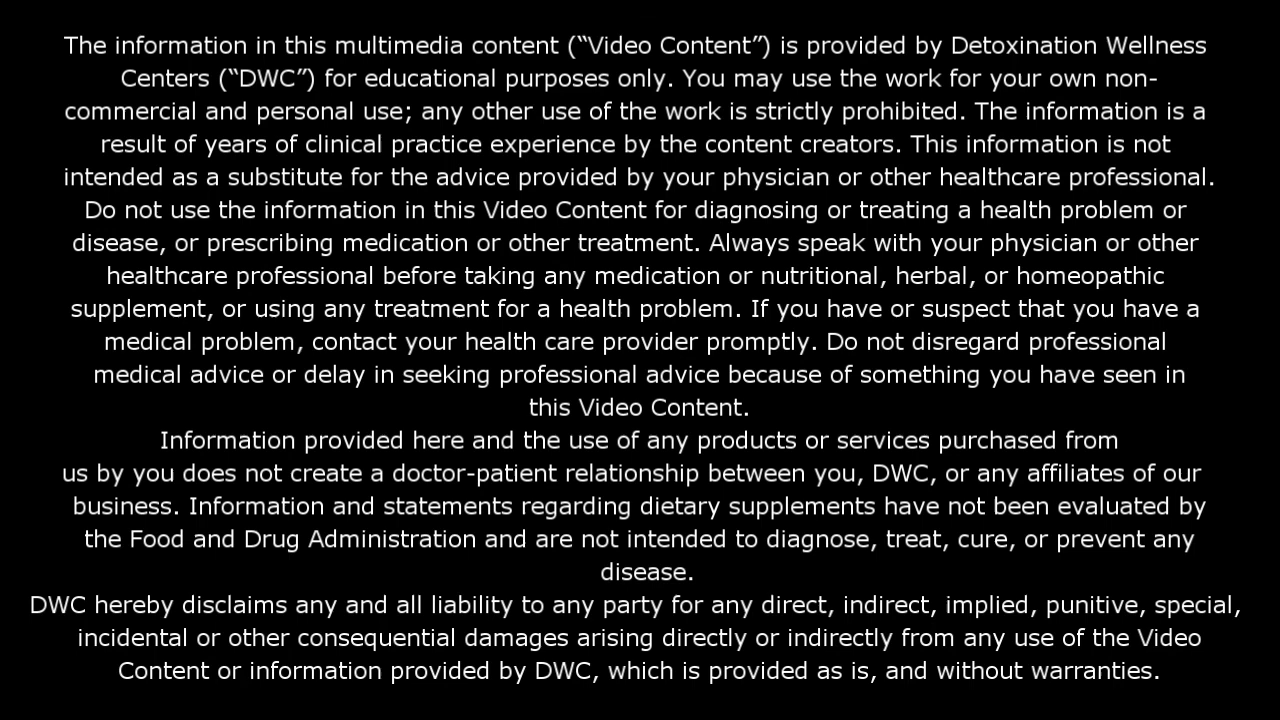 The information in this multimedia content (“Video Content”) is provided by Detoxination Wellness
Centers (“DWC”) for educational purposes only. You may use the work for your own non-
commercial and personal use; any other use of the work is strictly prohibited. The information is a
result of years of clinical practice experience by the content creators. This information is not
intended as a substitute for the advice provided by your physician or other healthcare professional.
Do not use the information in this Video Content for diagnosing or treating a health problem or
disease, or prescribing medication or other treatment. Always speak with your physician or other
healthcare professional before taking any medication or nutritional, herbal, or homeopathic
supplement, or using any treatment for a health problem. If you have or suspect that you have a
medical problem, contact your health care provider promptly. Do not disregard professional
medical advice or delay in seeking professional advice because of something you have seen in
this Video Content.
Information provided here and the use of any products or services purchased from
us by you does not create a doctor-patient relationship between you, DWC, or any affiliates of our
business. Information and statements regarding dietary supplements have not been evaluated by
the Food and Drug Administration and are not intended to diagnose, treat, cure, or prevent any
disease.
DWC hereby disclaims any and all liability to any party for any direct, indirect, implied, punitive, special,
incidental or other consequential damages arising directly or indirectly from any use of the Video
Content or information provided by DWC, which is provided as is, and without warranties.